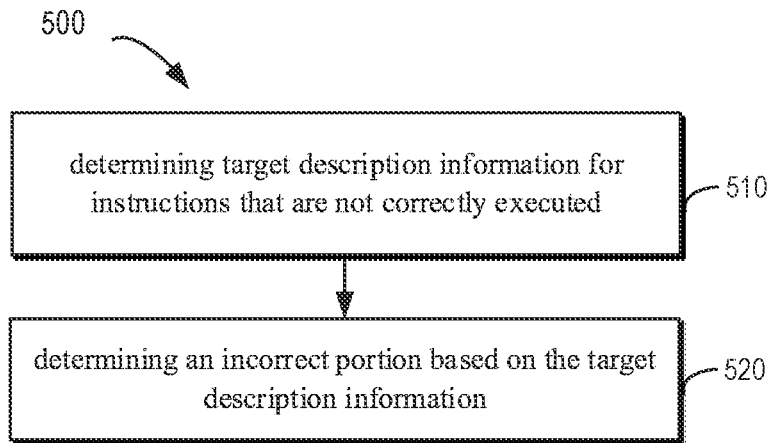 500
determining target description information for
instructions that are not correctly executed
510
determining an incorrect portion based on the target
description information
520